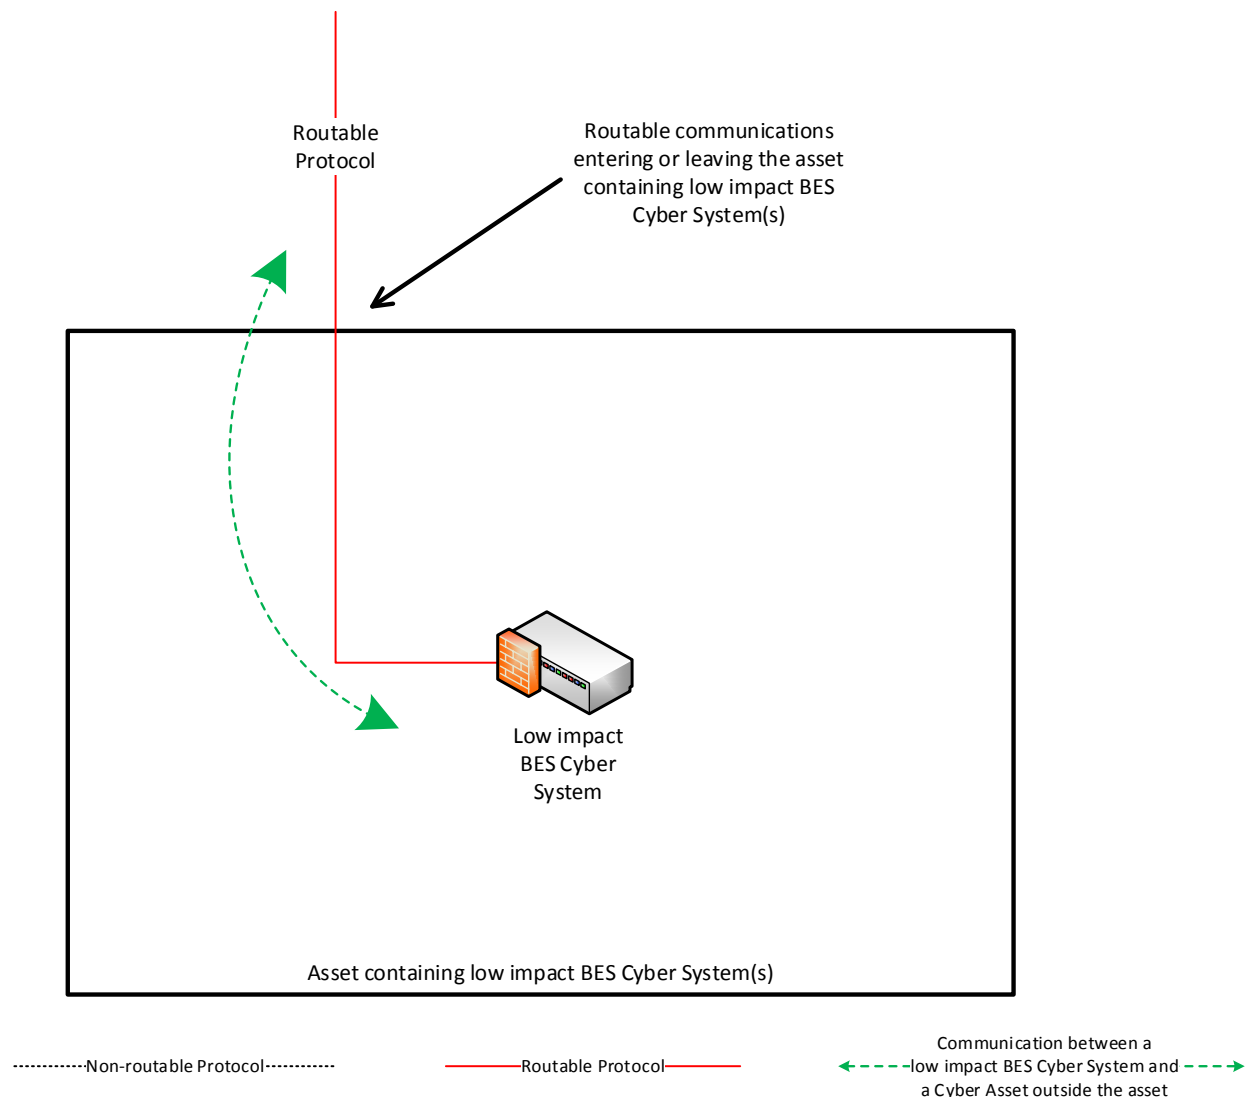 Routable
Protocol
Routable communications
entering or leaving the asset
containing low impact BES
Cyber System(s)
Low impact
BES Cyber
System
Asset containing low impact BES Cyber System(s)
Non-routable Protocol
Routable Protocol
Communication between a
low impact BES Cyber System and
a Cyber Asset outside the asset